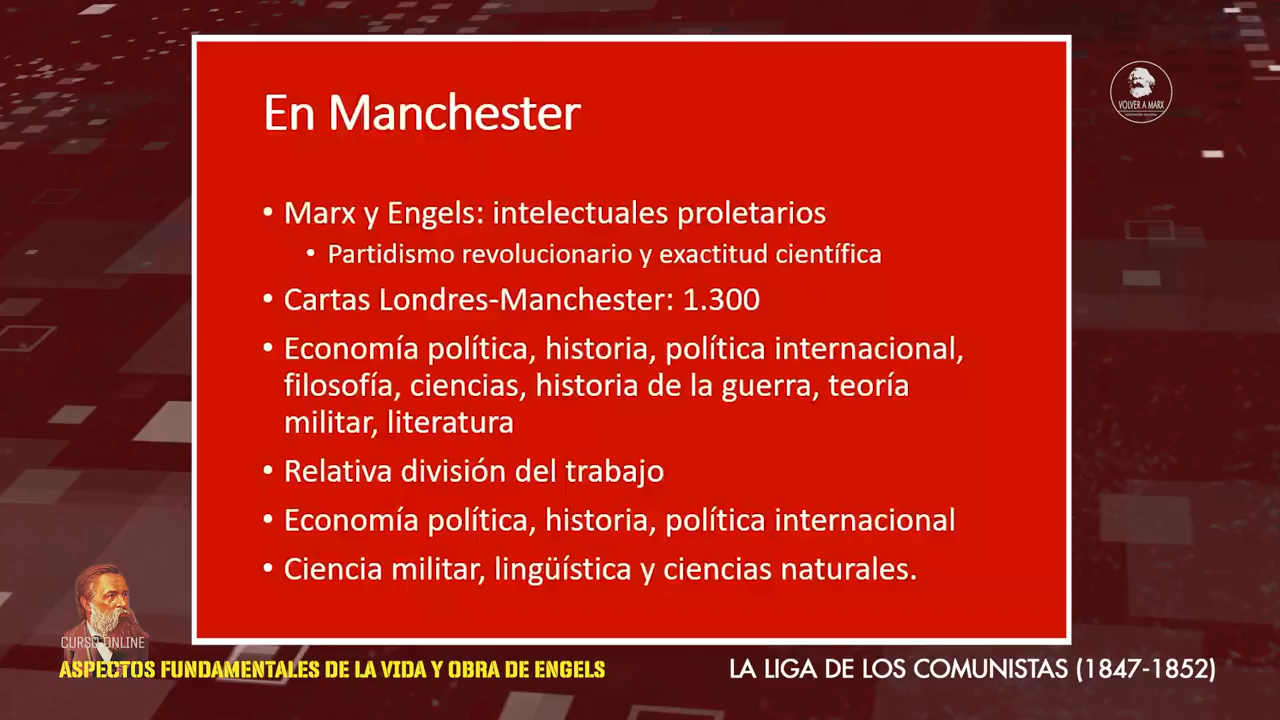 En Manchester
VOLVER A MARX
• Marx y Engels: intelectuales proletarios
• Partidismo revolucionario y exactitud científica
• Cartas Londres-Manchester: 1.300
• Economía política, historia, política internacional,
filosofía, ciencias, historia de la guerra, teoría
militar, literatura
• Relativa división del trabajo
• Economía política, historia, política internacional
• Ciencia militar, lingüística y ciencias naturales.
CURSO ONLINE
ASPECTOS FUNDAMENTALES DE LA VIDA Y OBRA DE ENGELS
LA LIGA DE LOS COMUNISTAS (1847-1852)